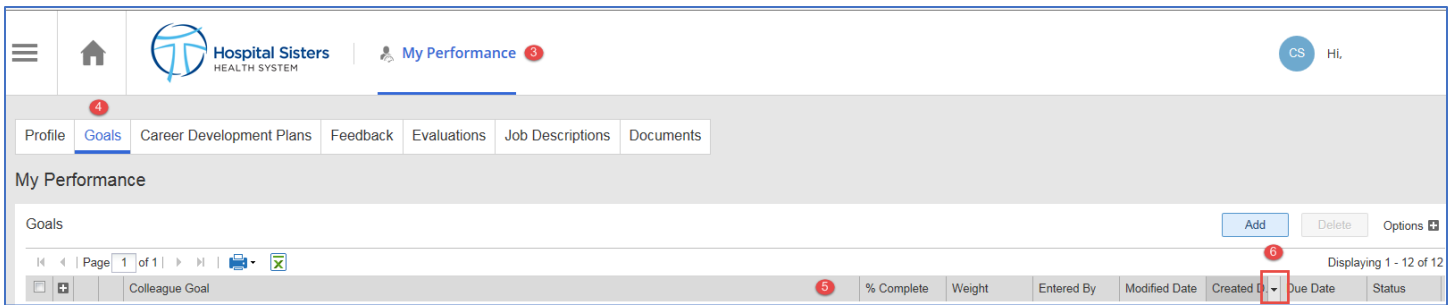 Hospital Sisters
HEALTH SYSTEM
My Performance 3
CS Hi,
4
Profile Goals Career Development Plans Feedback Evaluations Job Descriptions Documents
My Performance
Goals Add Delete Options
6
Page 1 of 1 Displaying 1 - 12 of 12
Colleague Goal 5 % Complete Weight Entered By Modified Date Created D.. Due Date Status